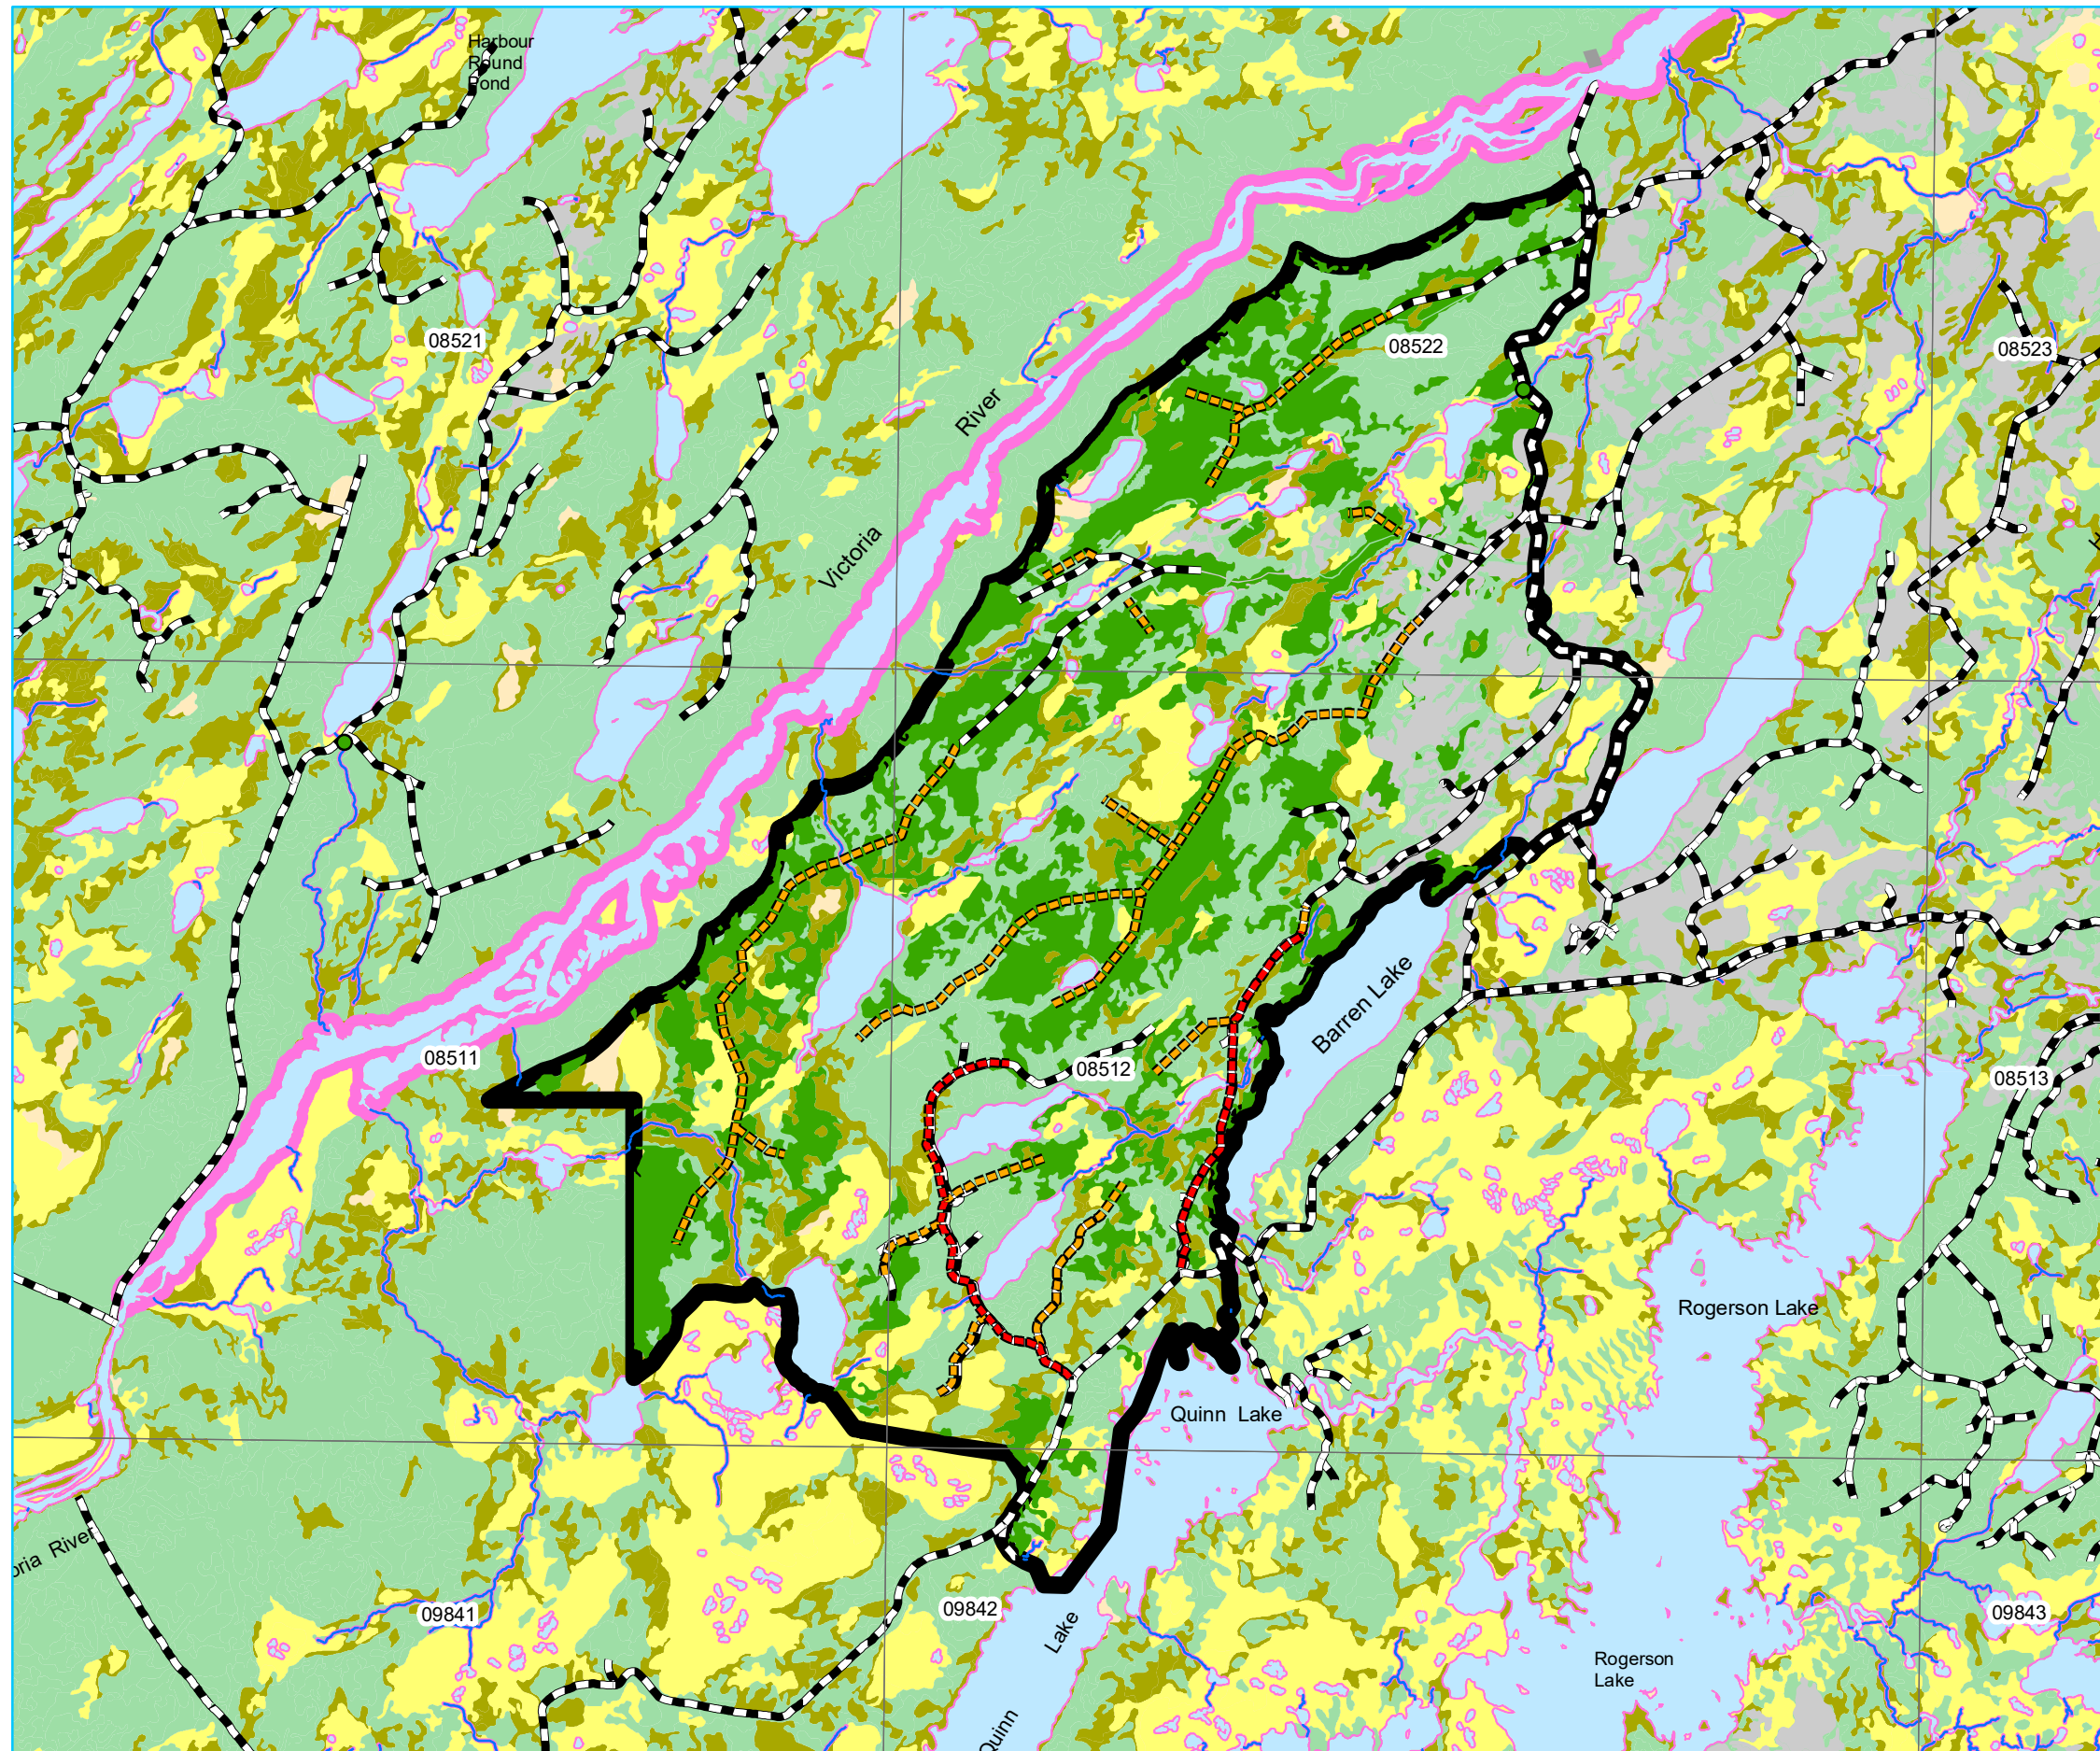 Harbour
Round
Pond
08521
08522
08523
River
Victoria
Barren Lake
08511
08512
08513
Rogerson Lake
Quinn Lake
oria River
09841
09842
09843
Lake
Quinn
Rogerson
Lake